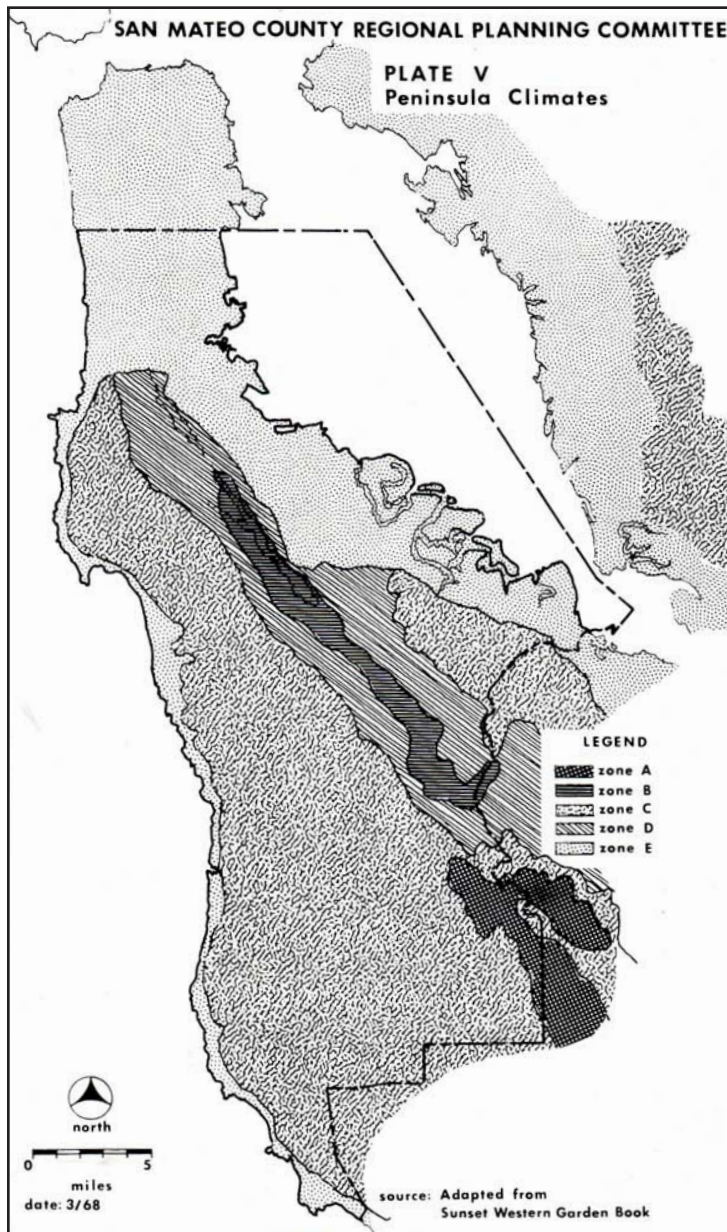 SAN MATEO COUNTY REGIONAL PLANNING COMMITTEE
PLATE V
Peninsula Climates
LEGEND
zone A
zone B
zone C
zone D
zone E
north
0 5
miles
date: 3/68
source: Adapted from
Sunset Western Garden Book